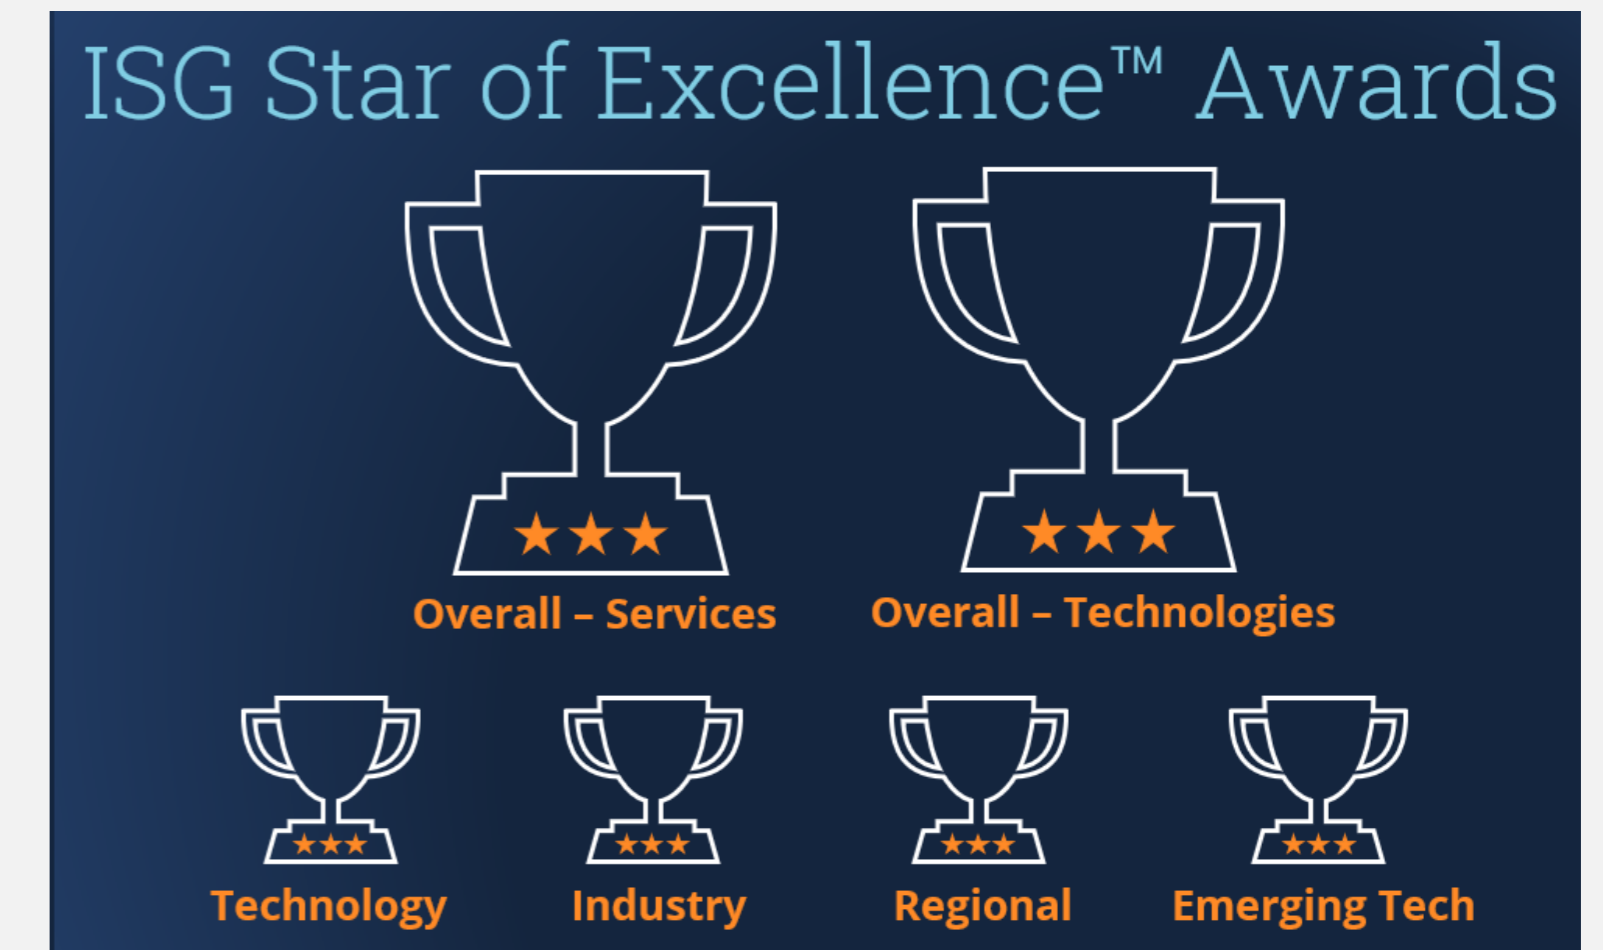 ISG Star of Excellence™ Awards
Overall – Services
Overall – Technologies
Technology
Industry
Regional
Emerging Tech